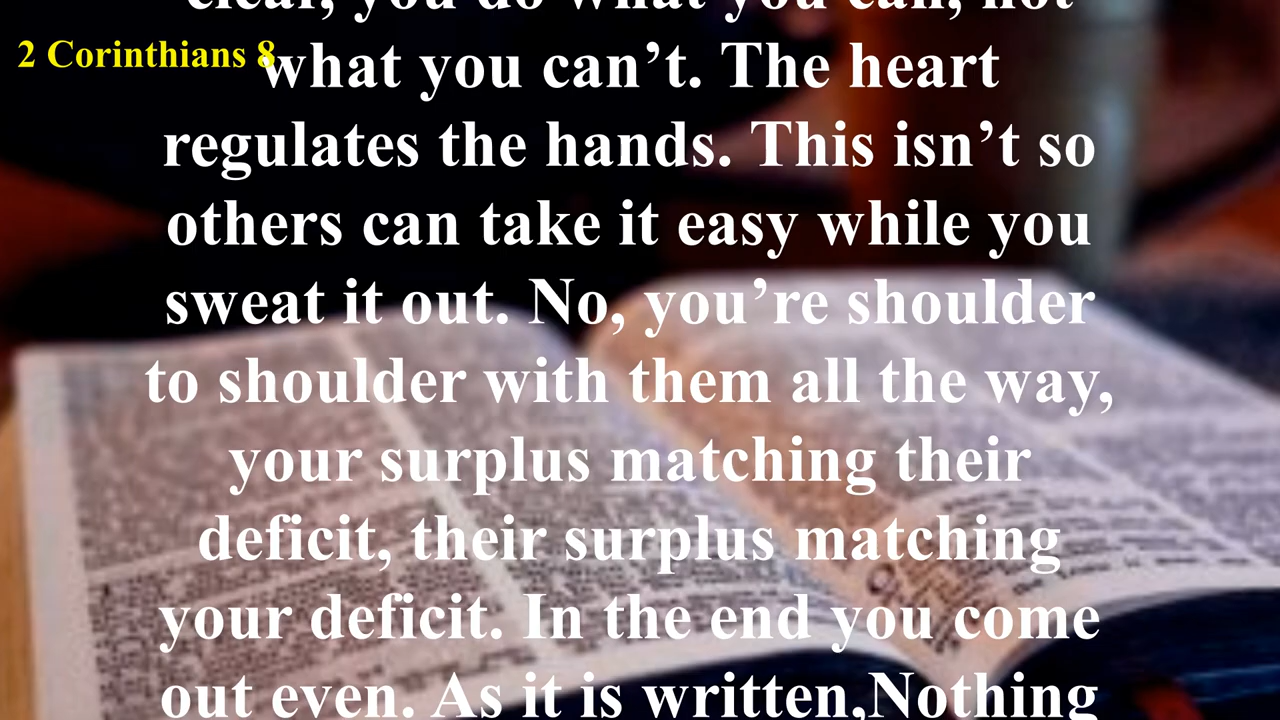 clear, you do what you can, not
2 Corinthians 8
what you can’t. The heart
regulates the hands. This isn’t so
others can take it easy while you
sweat it out. No, you’re shoulder
to shoulder with them all the way,
your surplus matching their
deficit, their surplus matching
your deficit. In the end you come
out even. As it is written,Nothing